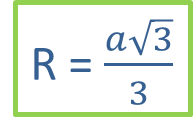 R = a√3 / 3